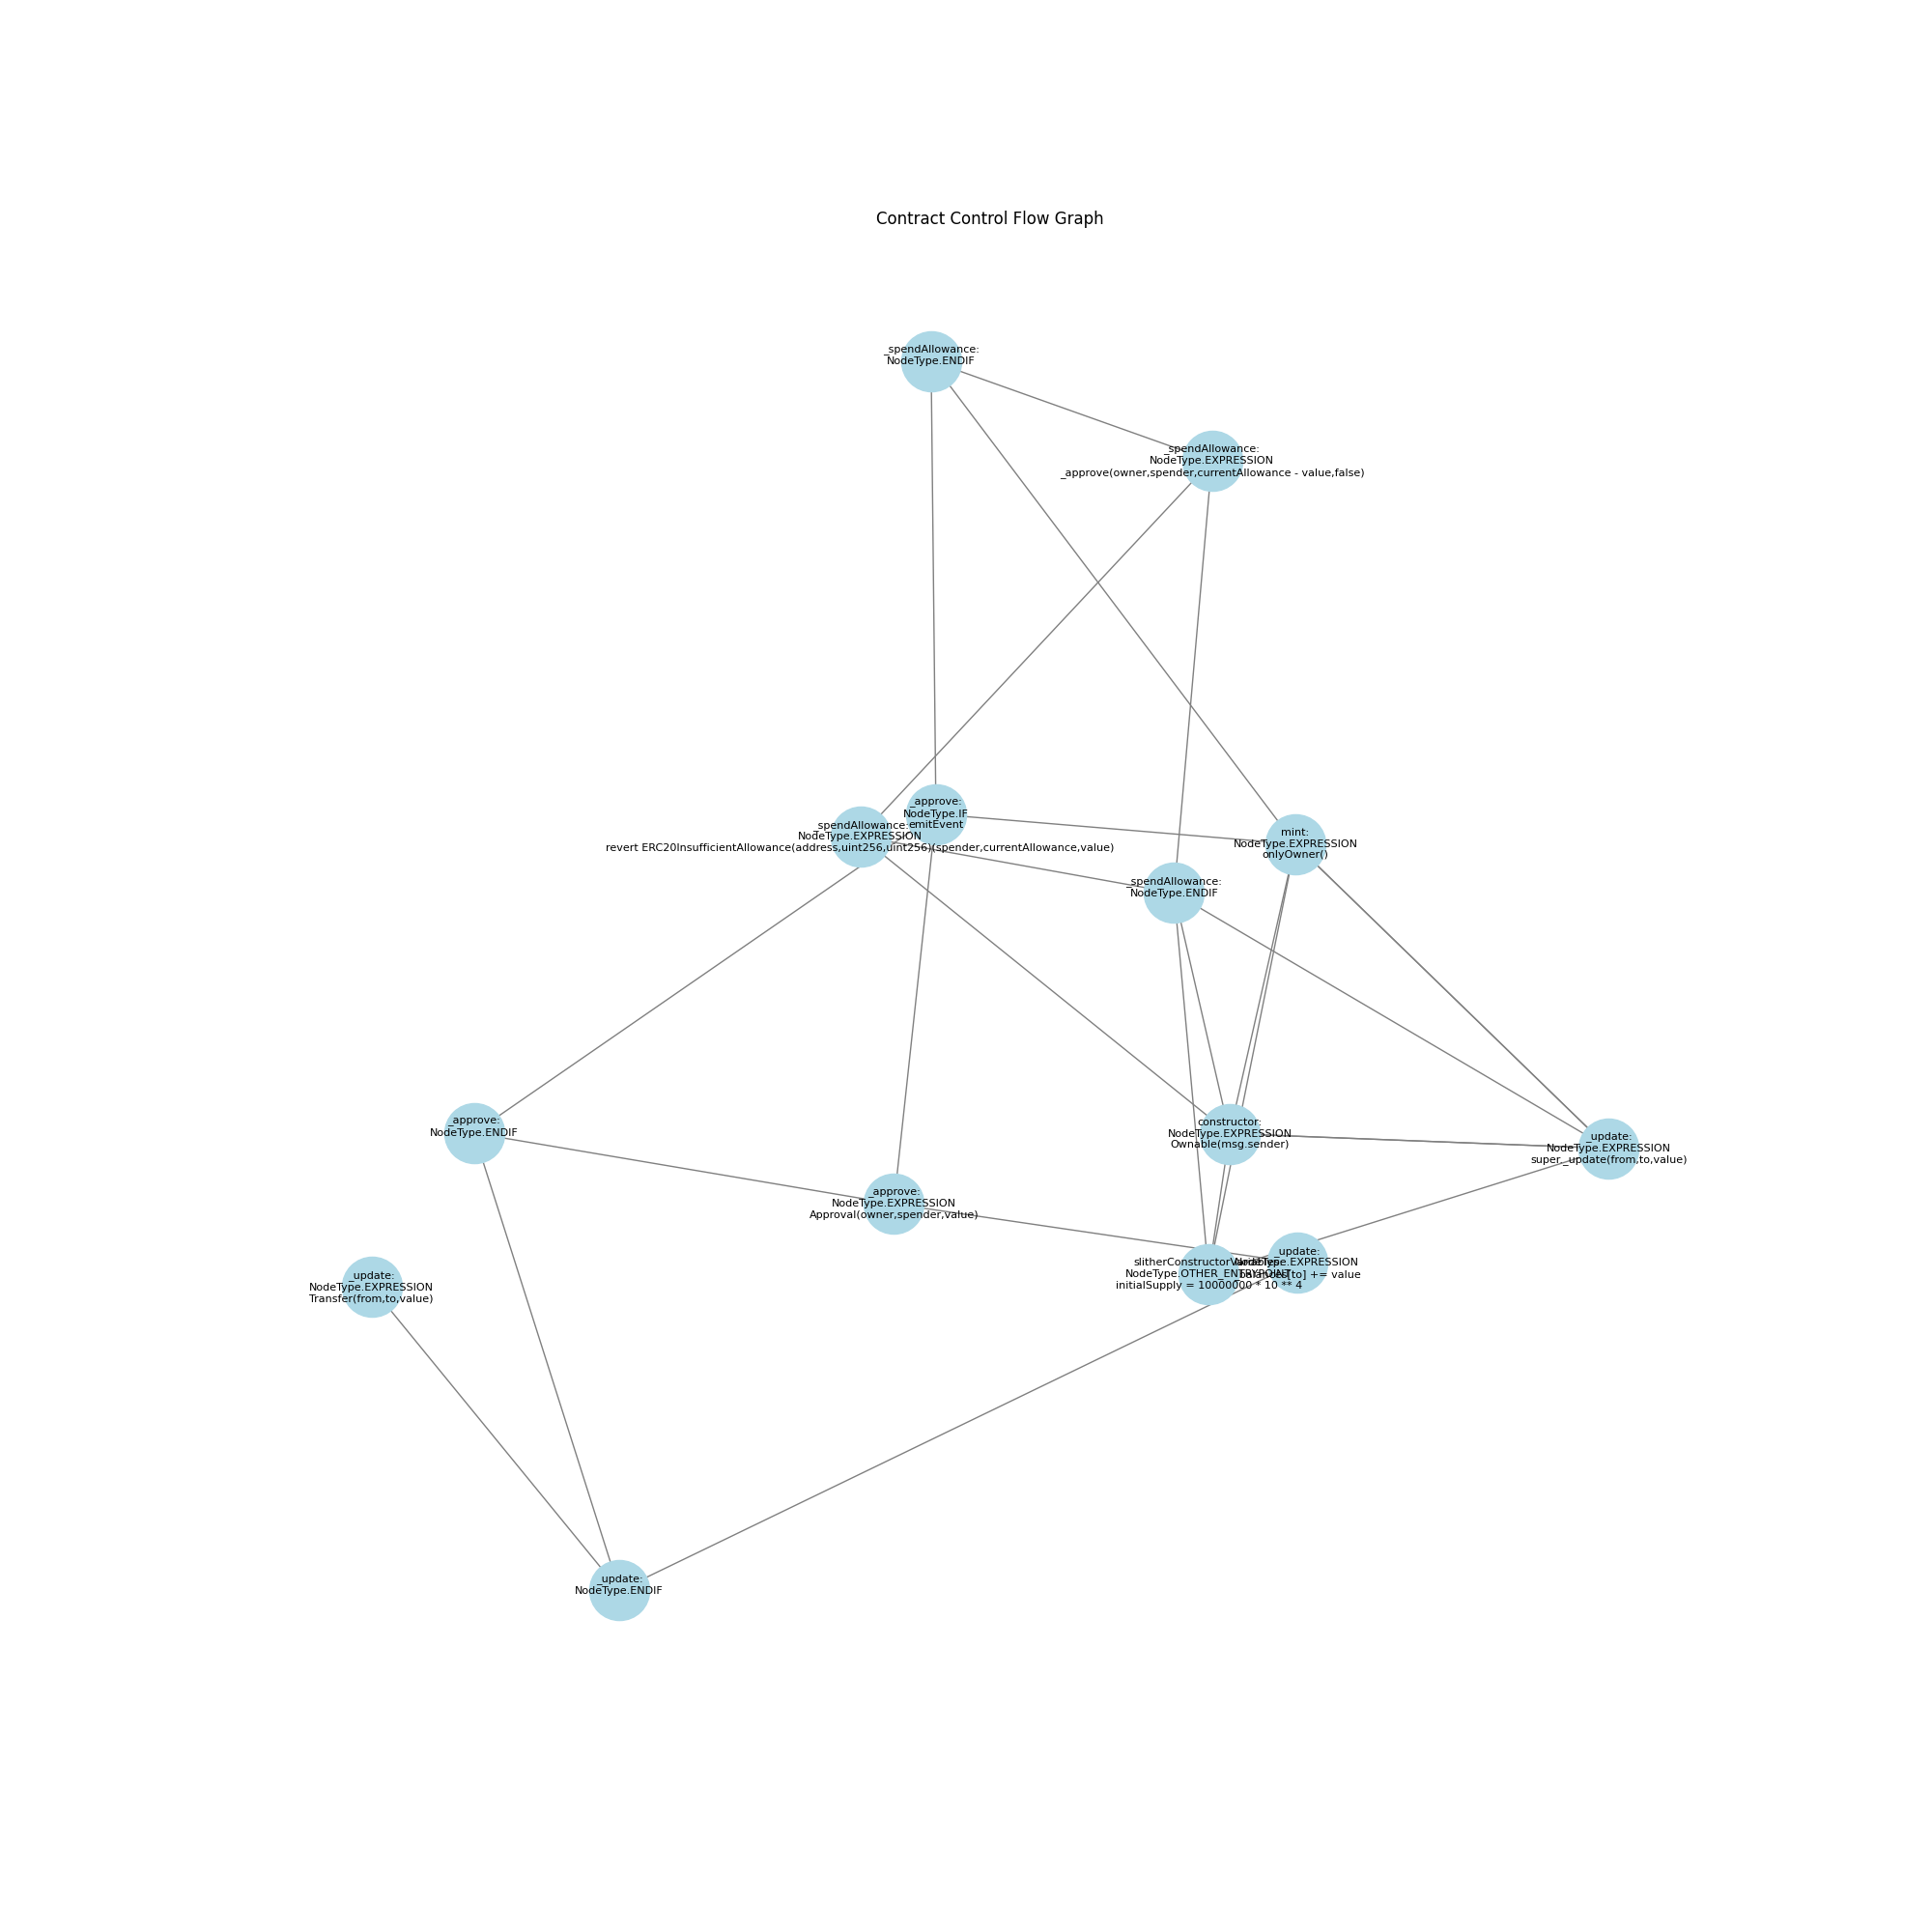 Contract Control Flow Graph
_spendAllowance:
NodeType.ENDIF
_spendAllowance:
NodeType.EXPRESSION
_approve(owner,spender,currentAllowance - value,false)
_approve:
NodeType.IF
emitEvent
_spendAllowance:
NodeType.EXPRESSION
revert ERC20InsufficientAllowance(address,uint256,uint256)(spender,currentAllowance,value)
mint:
NodeType.EXPRESSION
onlyOwner()
_spendAllowance:
NodeType.ENDIF
_approve:
NodeType.ENDIF
constructor:
NodeType.EXPRESSION
Ownable(msg.sender)
_update:
NodeType.EXPRESSION
super._update(from,to,value)
_approve:
NodeType.EXPRESSION
Approval(owner,spender,value)
slitherConstructorVariables:
NodeType.OTHER_ENTRYPOINT
initialSupply = 10000000 * 10 ** 4
_update:
NodeType.EXPRESSION
_balances[to] += value
_update:
NodeType.EXPRESSION
Transfer(from,to,value)
_update:
NodeType.ENDIF